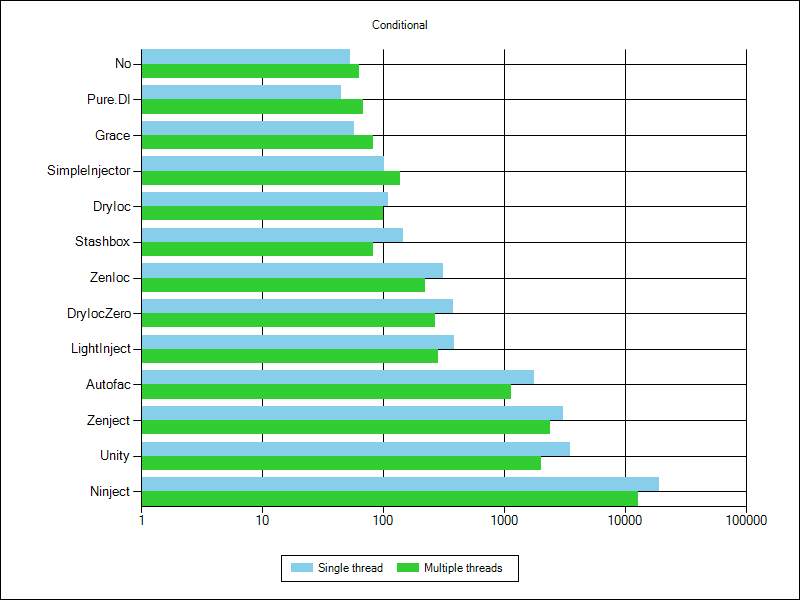 Conditional
No
Pure.DI
Grace
SimpleInjector
DryIoc
Stashbox
ZenIoc
DryIocZero
LightInject
Autofac
Zenject
Unity
Ninject
1 10 100 1000 10000 100000
Single thread Multiple threads